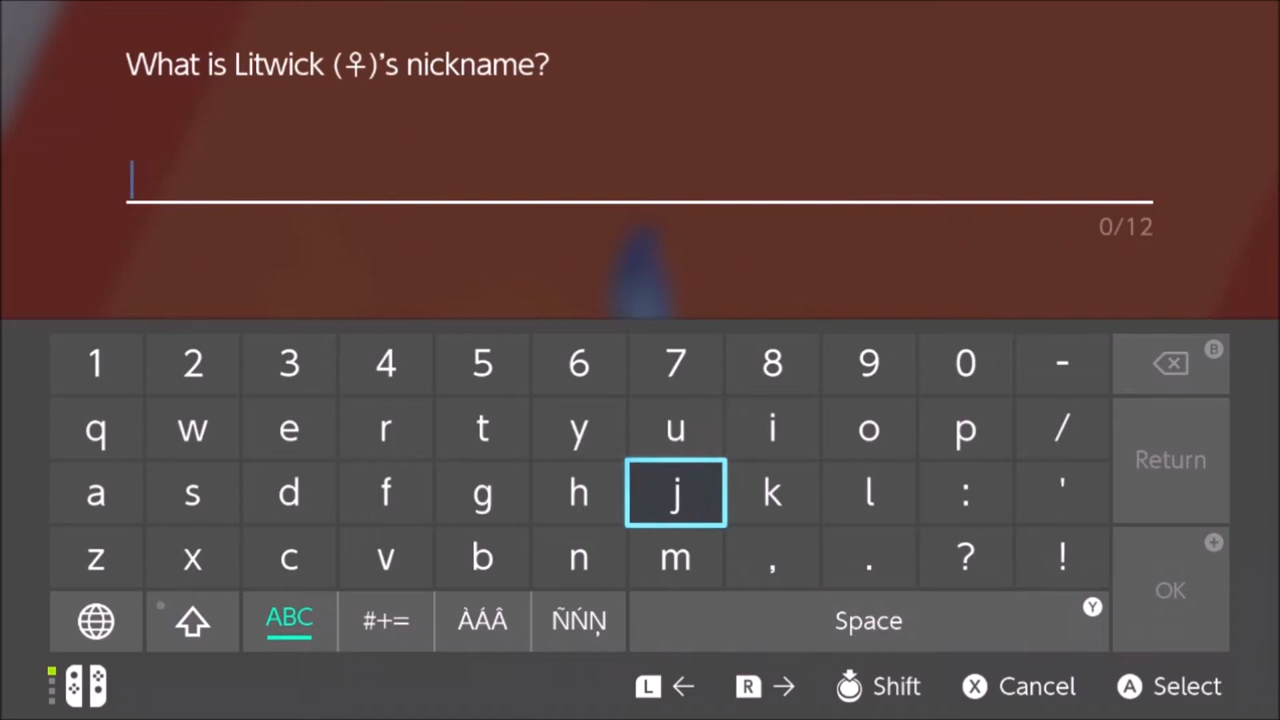 What is Litwick (♀)'s nickname?
0/12
1 2 3 4 5 6 7 8 9 0 - B
q w e r t y u i o p /
Return
a s d f g h j k l : '
z x c v b n m , . ? ! +
OK
ABC #+= ÀÁÂ ÑŃŅ Space Y
L ← R → Shift X Cancel A Select